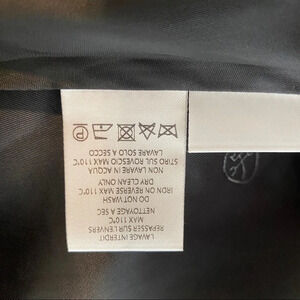 LAVAGE INTERDIT
REPASSER SUR L'ENVERS
MAX 110°C
NETTOYAGE A SEC
DO NOT WASH
IRON ON REVERSE MAX 110°C
DRY CLEAN ONLY
NON LAVARE IN ACQUA
STIRO SUL ROVESCIO MAX 110°C
LAVARE SOLO A SECCO